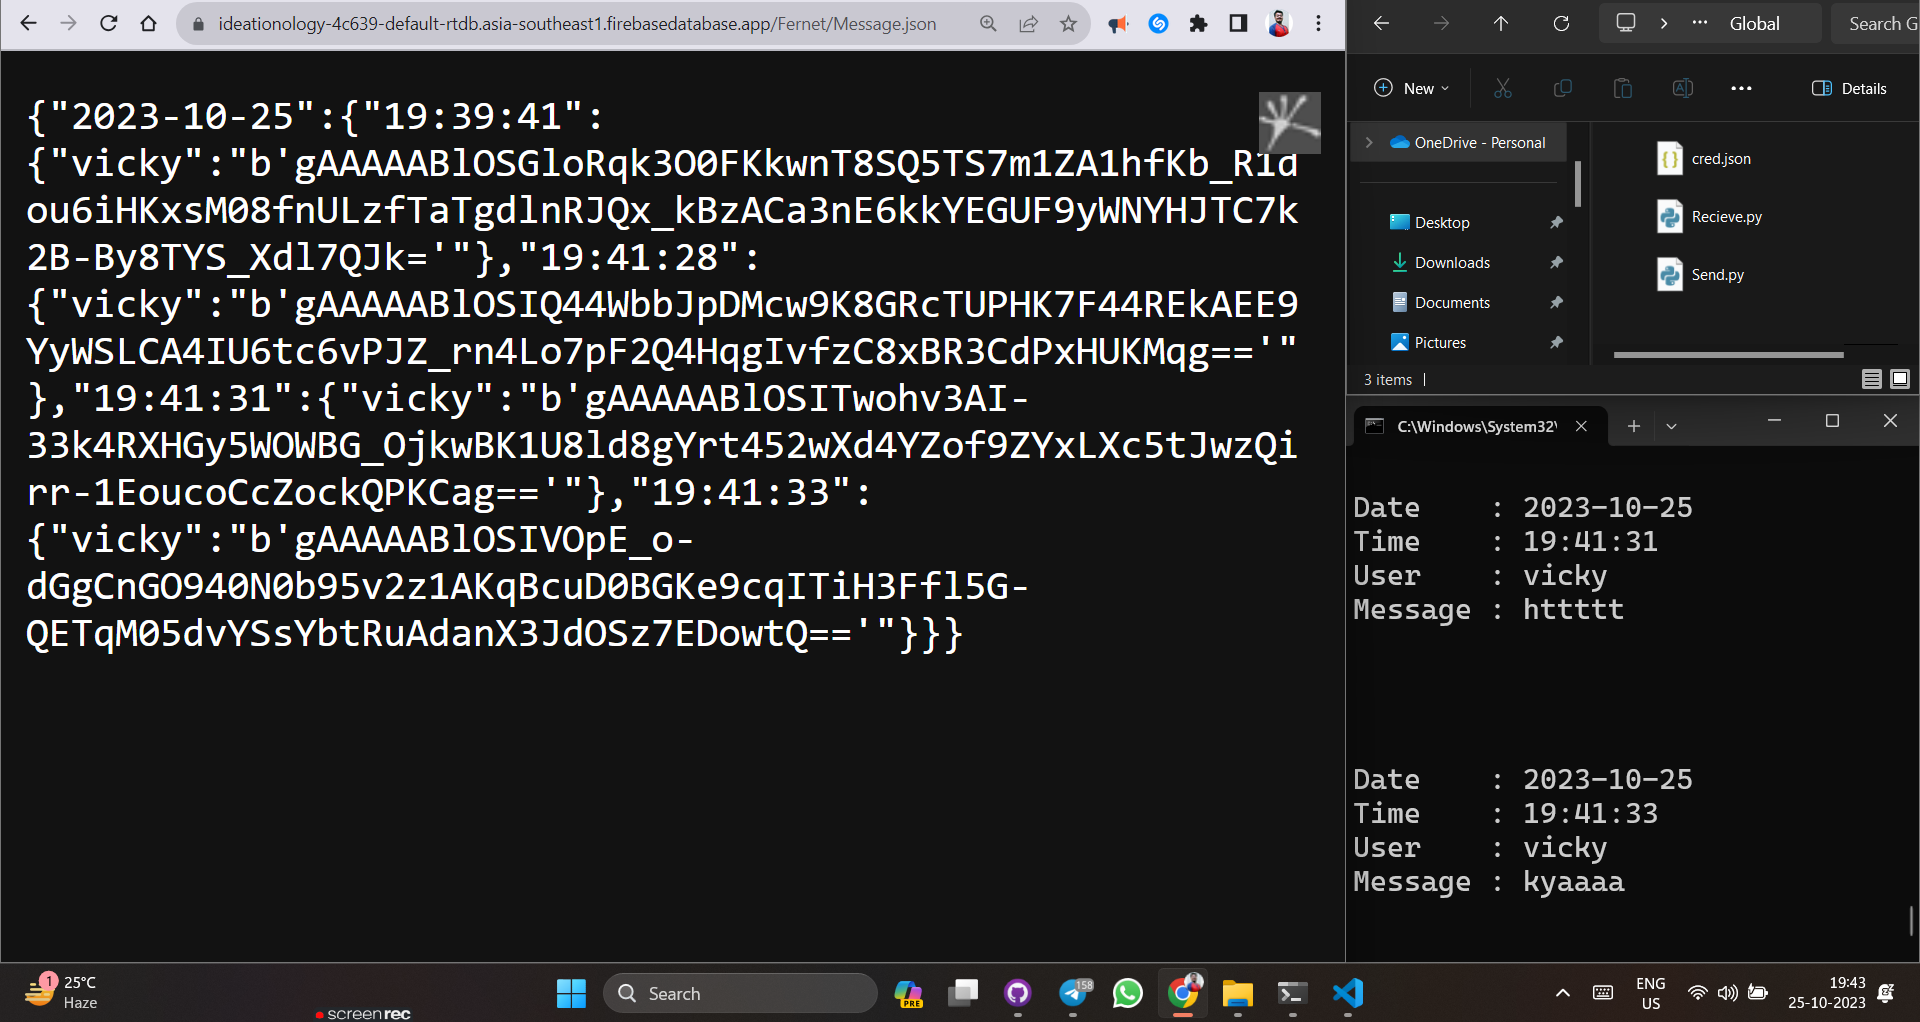 ideationology-4c639-default-rtdb.asia-southeast1.firebasedatabase.app/Fernet/Message.json
{"2023-10-25":{"19:39:41":
{"vicky":"b'gAAAAABlOSGloRqk3O0FKkwnT8SQ5TS7m1ZA1hfKb_R1d
ou6iHKxsM08fnULzfTaTgdlnRJQx_kBzACa3nE6kkYEGUF9yWNYHJTC7k
2B-By8TYS_Xdl7QJk='"},"19:41:28":
{"vicky":"b'gAAAAABlOSIQ44WbbJpDMcw9K8GRcTUPHK7F44REkAEE9
YyWSLCA4IU6tc6vPJZ_rn4Lo7pF2Q4HqgIvfzC8xBR3CdPxHUKMqg=='"
},"19:41:31":{"vicky":"b'gAAAAABlOSITwohv3AI-
33k4RXHGy5WOWBG_OjkwBK1U8ld8gYrt452wXd4YZof9ZYxLXc5tJwzQi
rr-1EoucoCcZockQPKCag=='"},"19:41:33":
{"vicky":"b'gAAAAABlOSIVOpE_o-
dGgCnGO940N0b95v2z1AKqBcuD0BGKe9cqITiH3Ffl5G-
QETqM05dvYSsYbtRuAdanX3JdOSz7EDowtQ=='"}}}
Global
Search G
New
Details
OneDrive - Personal
Desktop
Downloads
Documents
Pictures
cred.json
Recieve.py
Send.py
3 items
C:\Windows\System32\
Date : 2023-10-25
Time : 19:41:31
User : vicky
Message : httttt
Date : 2023-10-25
Time : 19:41:33
User : vicky
Message : kyaaaa
1
25°C
Haze
screenrec
Search
PRE
158
ENG
US
19:43
25-10-2023